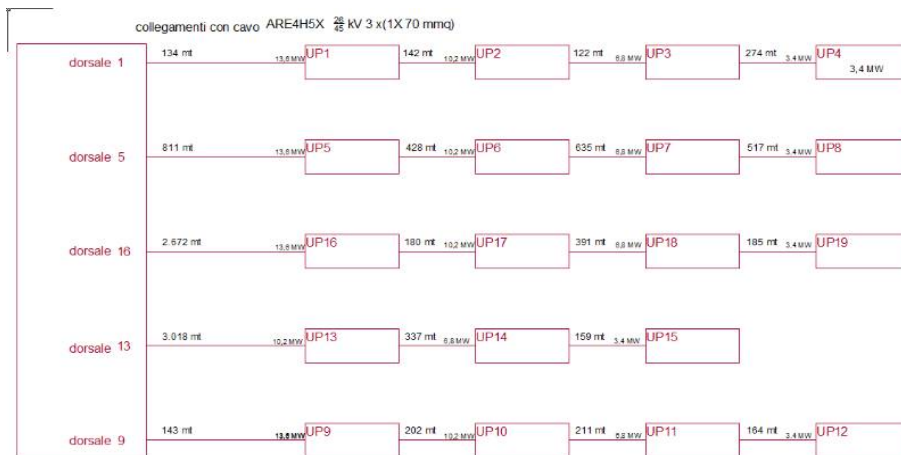 collegamenti con cavo ARE4H5X 26/45 kV 3 x(1X 70 mmq)
dorsale 1 134 mt 13,6 MW UP1 142 mt 10,2 MW UP2 122 mt 6,8 MW UP3 274 mt 3,4 MW UP4
3,4 MW
dorsale 5 811 mt 13,6 MW UP5 428 mt 10,2 MW UP6 635 mt 6,8 MW UP7 517 mt 3,4 MW UP8
dorsale 16 2.672 mt 13,6 MW UP16 180 mt 10,2 MW UP17 391 mt 6,8 MW UP18 185 mt 3,4 MW UP19
dorsale 13 3.018 mt 10,2 MW UP13 337 mt 6,8 MW UP14 159 mt 3,4 MW UP15
dorsale 9 143 mt 13,6 MW UP9 202 mt 10,2 MW UP10 211 mt 6,8 MW UP11 164 mt 3,4 MW UP12